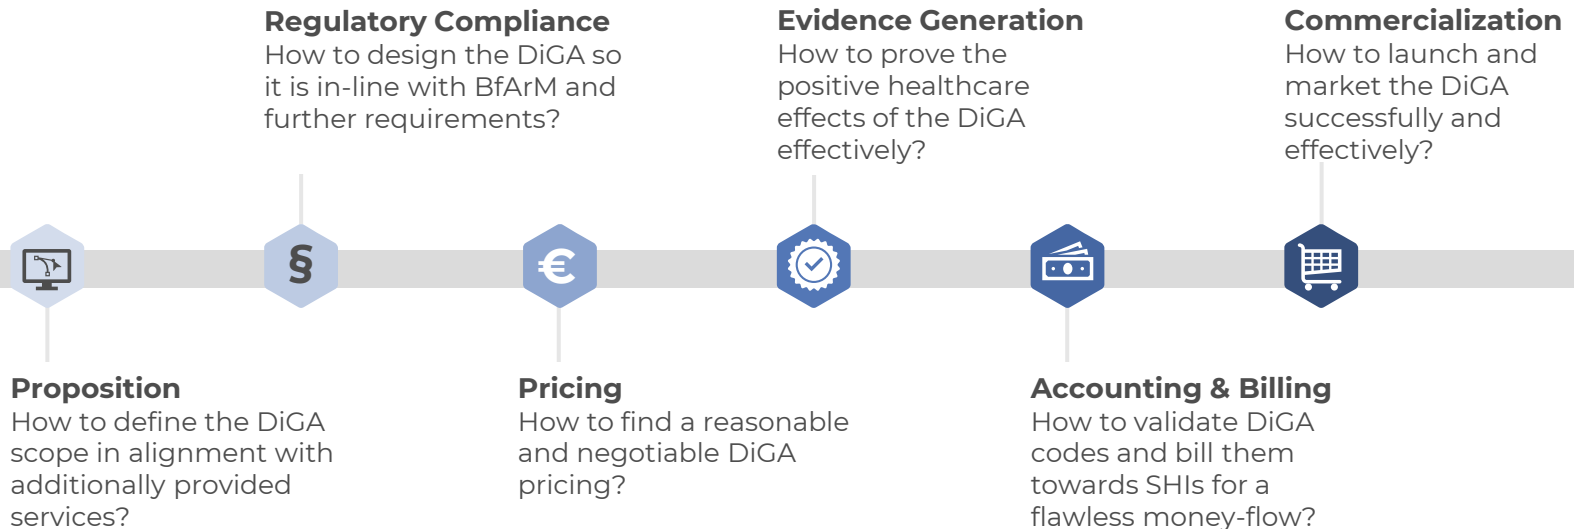 Regulatory Compliance
How to design the DiGA so
it is in-line with BfArM and
further requirements?
Evidence Generation
How to prove the
positive healthcare
effects of the DiGA
effectively?
Commercialization
How to launch and
market the DiGA
successfully and
effectively?
§
€
Proposition
How to define the DiGA
scope in alignment with
additionally provided
services?
Pricing
How to find a reasonable
and negotiable DiGA
pricing?
Accounting & Billing
How to validate DiGA
codes and bill them
towards SHIs for a
flawless money-flow?